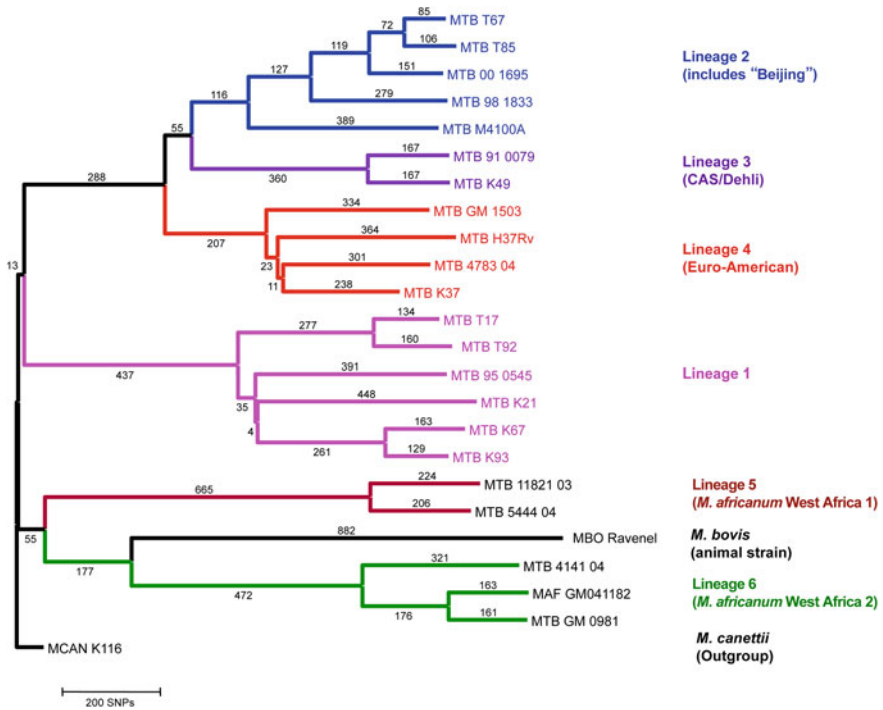 85
MTB T67
72
106
MTB T85
119
151
MTB 00 1695
127
279
MTB 98 1833
116
389
MTB M4100A
Lineage 2
(includes "Beijing")
55
167
MTB 91 0079
360
167
MTB K49
Lineage 3
(CAS/Dehli)
288
334
MTB GM 1503
207
364
MTB H37Rv
23
301
MTB 4783 04
11
238
MTB K37
Lineage 4
(Euro-American)
13
134
MTB T17
277
160
MTB T92
437
391
MTB 95 0545
35
448
MTB K21
4
163
MTB K67
261
129
MTB K93
Lineage 1
224
MTB 11821 03
665
206
MTB 5444 04
Lineage 5
(M. africanum West Africa 1)
55
882
MBO Ravenel
M. bovis
(animal strain)
177
321
MTB 4141 04
472
163
MAF GM041182
176
161
MTB GM 0981
Lineage 6
(M. africanum West Africa 2)
MCAN K116
M. canettii
(Outgroup)
200 SNPs